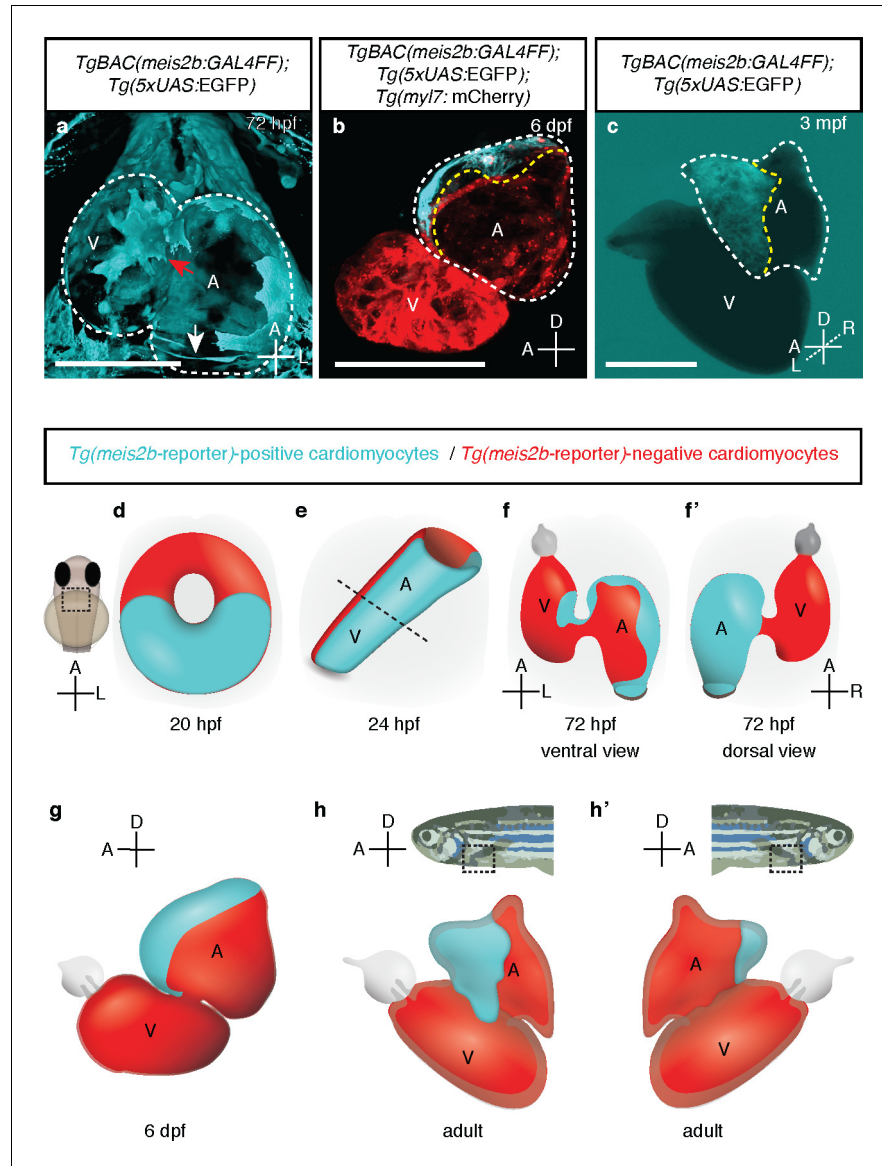 TgBAC(meis2b:GAL4FF);
Tg(5xUAS:EGFP)
TgBAC(meis2b:GAL4FF);
Tg(5xUAS:EGFP);
Tg(myl7: mCherry)
TgBAC(meis2b:GAL4FF);
Tg(5xUAS:EGFP)
a 72 hpf
V
A
A
L
b 6 dpf
A
V
D
A
c 3 mpf
A
V
D
R
A
L
Tg(meis2b-reporter)-positive cardiomyocytes / Tg(meis2b-reporter)-negative cardiomyocytes
d e f f'
A
L
A
V
V
A
A
L
A
V
A
R
20 hpf 24 hpf 72 hpf 72 hpf
ventral view dorsal view
g h h'
D
A
D
A
D
A
A
V
A
V
A
V
6 dpf adult adult